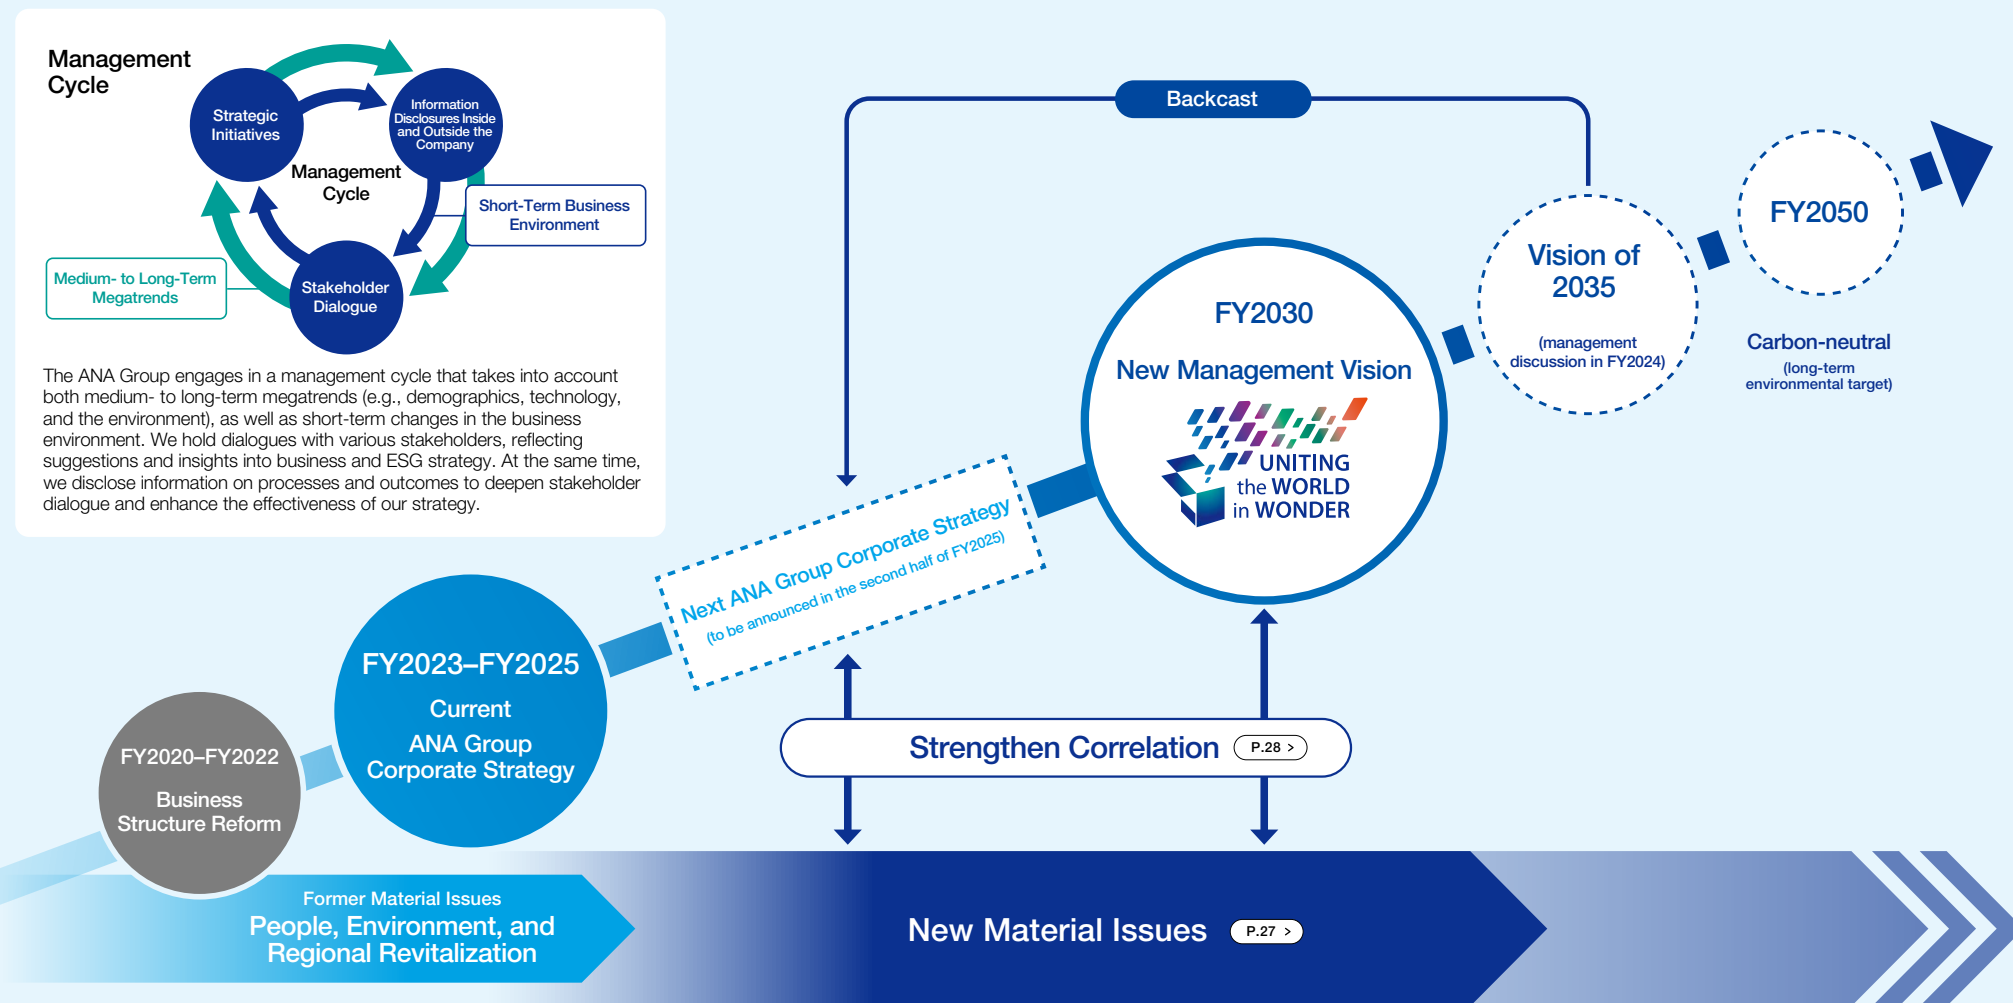 Management
Cycle
Strategic
Initiatives
Information
Disclosures Inside
and Outside the
Company
Management
Cycle
Short-Term Business
Environment
Medium- to Long-Term
Megatrends
Stakeholder
Dialogue
The ANA Group engages in a management cycle that takes into account
both medium- to long-term megatrends (e.g., demographics, technology,
and the environment), as well as short-term changes in the business
environment. We hold dialogues with various stakeholders, reflecting
suggestions and insights into business and ESG strategy. At the same time,
we disclose information on processes and outcomes to deepen stakeholder
dialogue and enhance the effectiveness of our strategy.
Backcast
FY2050
Carbon-neutral
(long-term
environmental target)
Vision of
2035
(management
discussion in FY2024)
FY2030
New Management Vision
UNITING
the WORLD
in WONDER
Next ANA Group Corporate Strategy
(to be announced in the second half of FY2025)
FY2023–FY2025
Current
ANA Group
Corporate Strategy
FY2020–FY2022
Business
Structure Reform
Strengthen Correlation P.28 >
Former Material Issues
People, Environment, and
Regional Revitalization
New Material Issues P.27 >